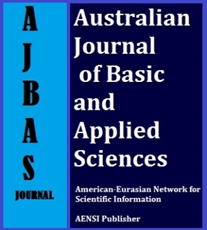 A
J
B
A
S
JOURNAL
Australian
Journal
of Basic
and
Applied
Sciences
American-Eurasian Network for
Scientific Information
AENSI Publisher